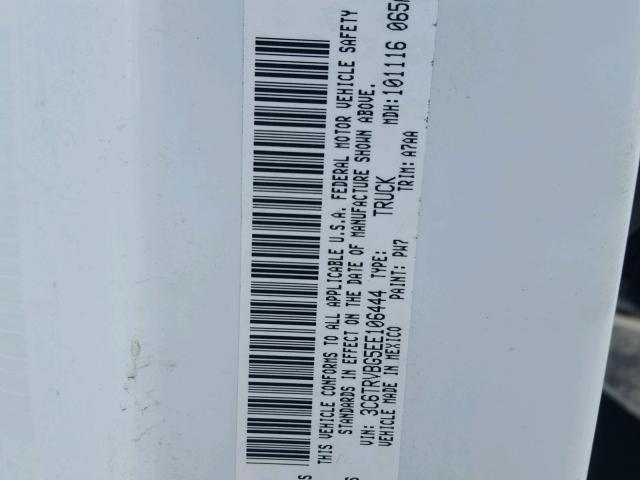 THIS VEHICLE CONFORMS TO ALL APPLICABLE U.S.A. FEDERAL MOTOR VEHICLE SAFETY
STANDARDS IN EFFECT ON THE DATE OF MANUFACTURE SHOWN ABOVE.
VIN: 3C6TRVBG5EE106444 TYPE: TRUCK MDH: 101116 065
VEHICLE MADE IN MEXICO PAINT: PW7 TRIM: A7AA